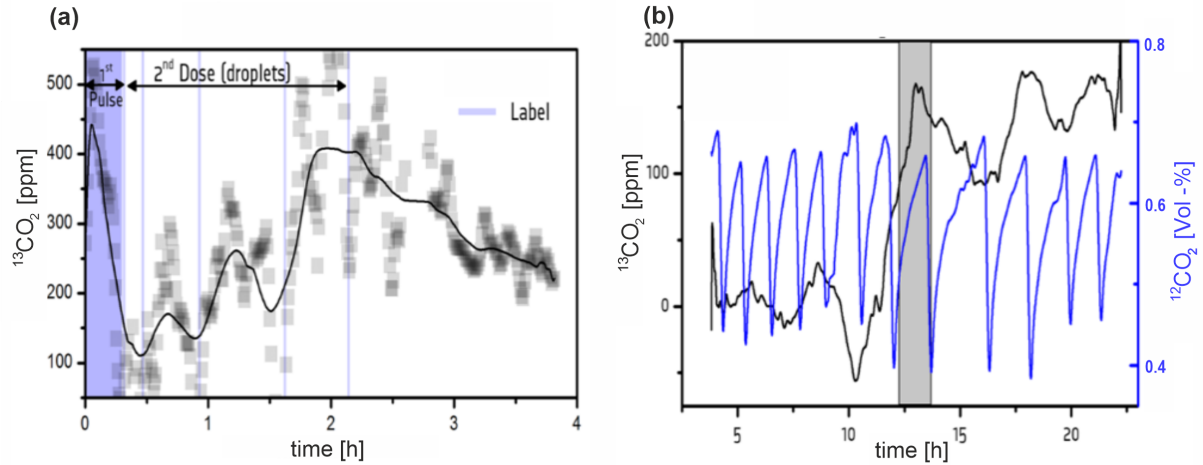 (a)
500
400
300
200
100
¹³CO₂ [ppm]
1st
Pulse
2nd Dose (droplets)
Label
0
1
2
3
4
time [h]
(b)
200
100
0
¹³CO₂ [ppm]
5
10
15
20
time [h]
0.8
0.6
0.4
¹²CO₂ [Vol -%]